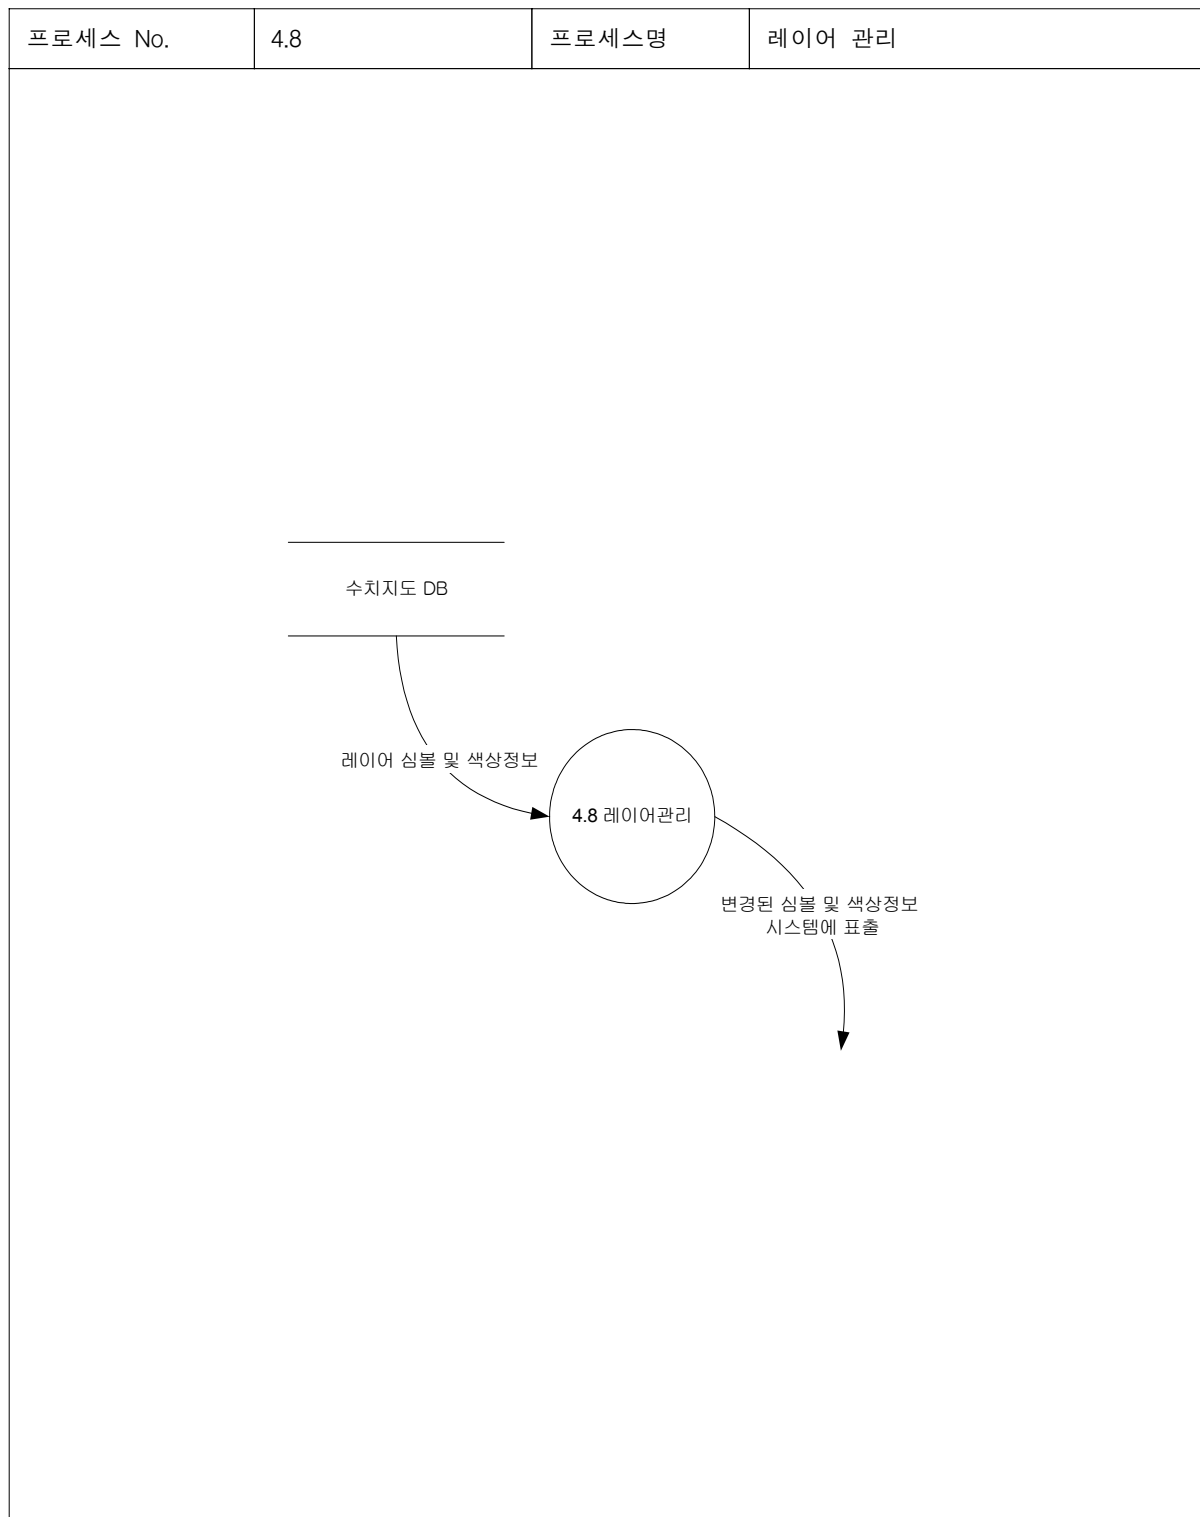 프로세스 No. 4.8 프로세스명 레이어 관리
수치지도 DB
레이어 심볼 및 색상정보
4.8 레이어관리
변경된 심볼 및 색상정보
시스템에 표출